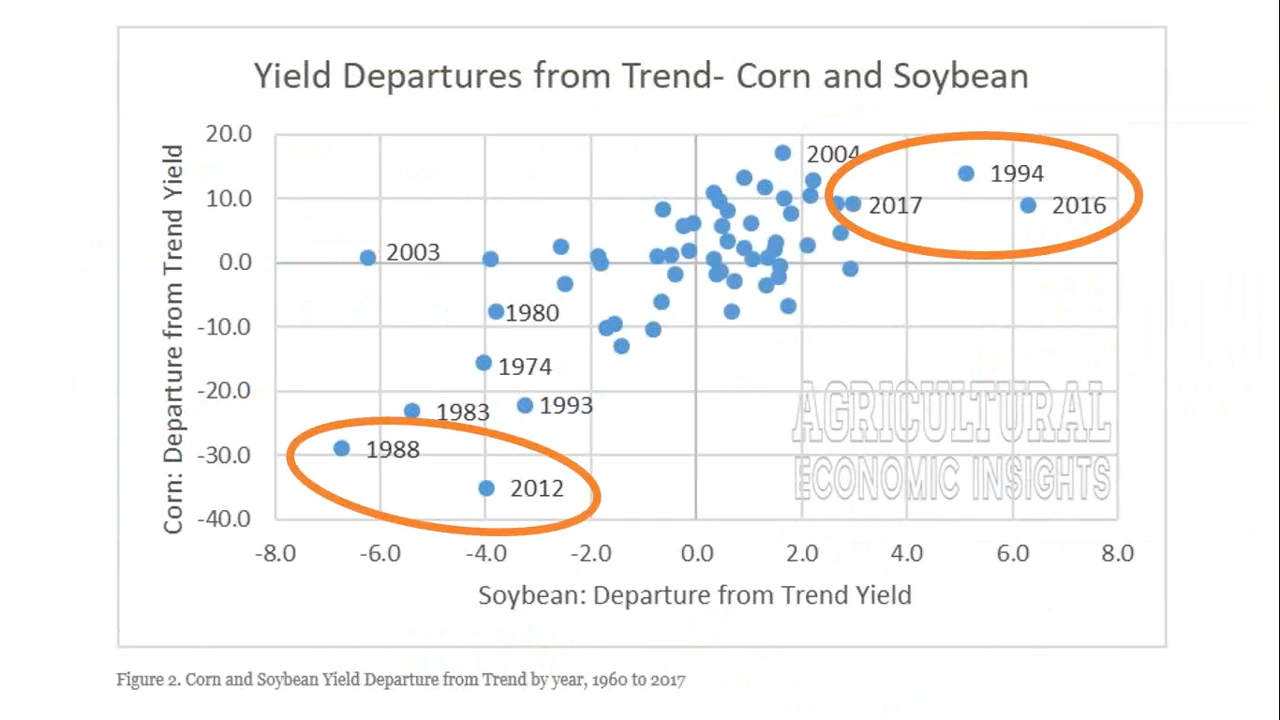 Yield Departures from Trend- Corn and Soybean
Corn: Departure from Trend Yield
20.0
10.0
0.0
-10.0
-20.0
-30.0
-40.0
2004
1994
2017
2016
2003
1980
1974
1993
1983
1988
2012
AGRICULTURAL
ECONOMIC INSIGHTS
-8.0 -6.0 -4.0 -2.0 0.0 2.0 4.0 6.0 8.0
Soybean: Departure from Trend Yield
Figure 2. Corn and Soybean Yield Departure from Trend by year, 1960 to 2017